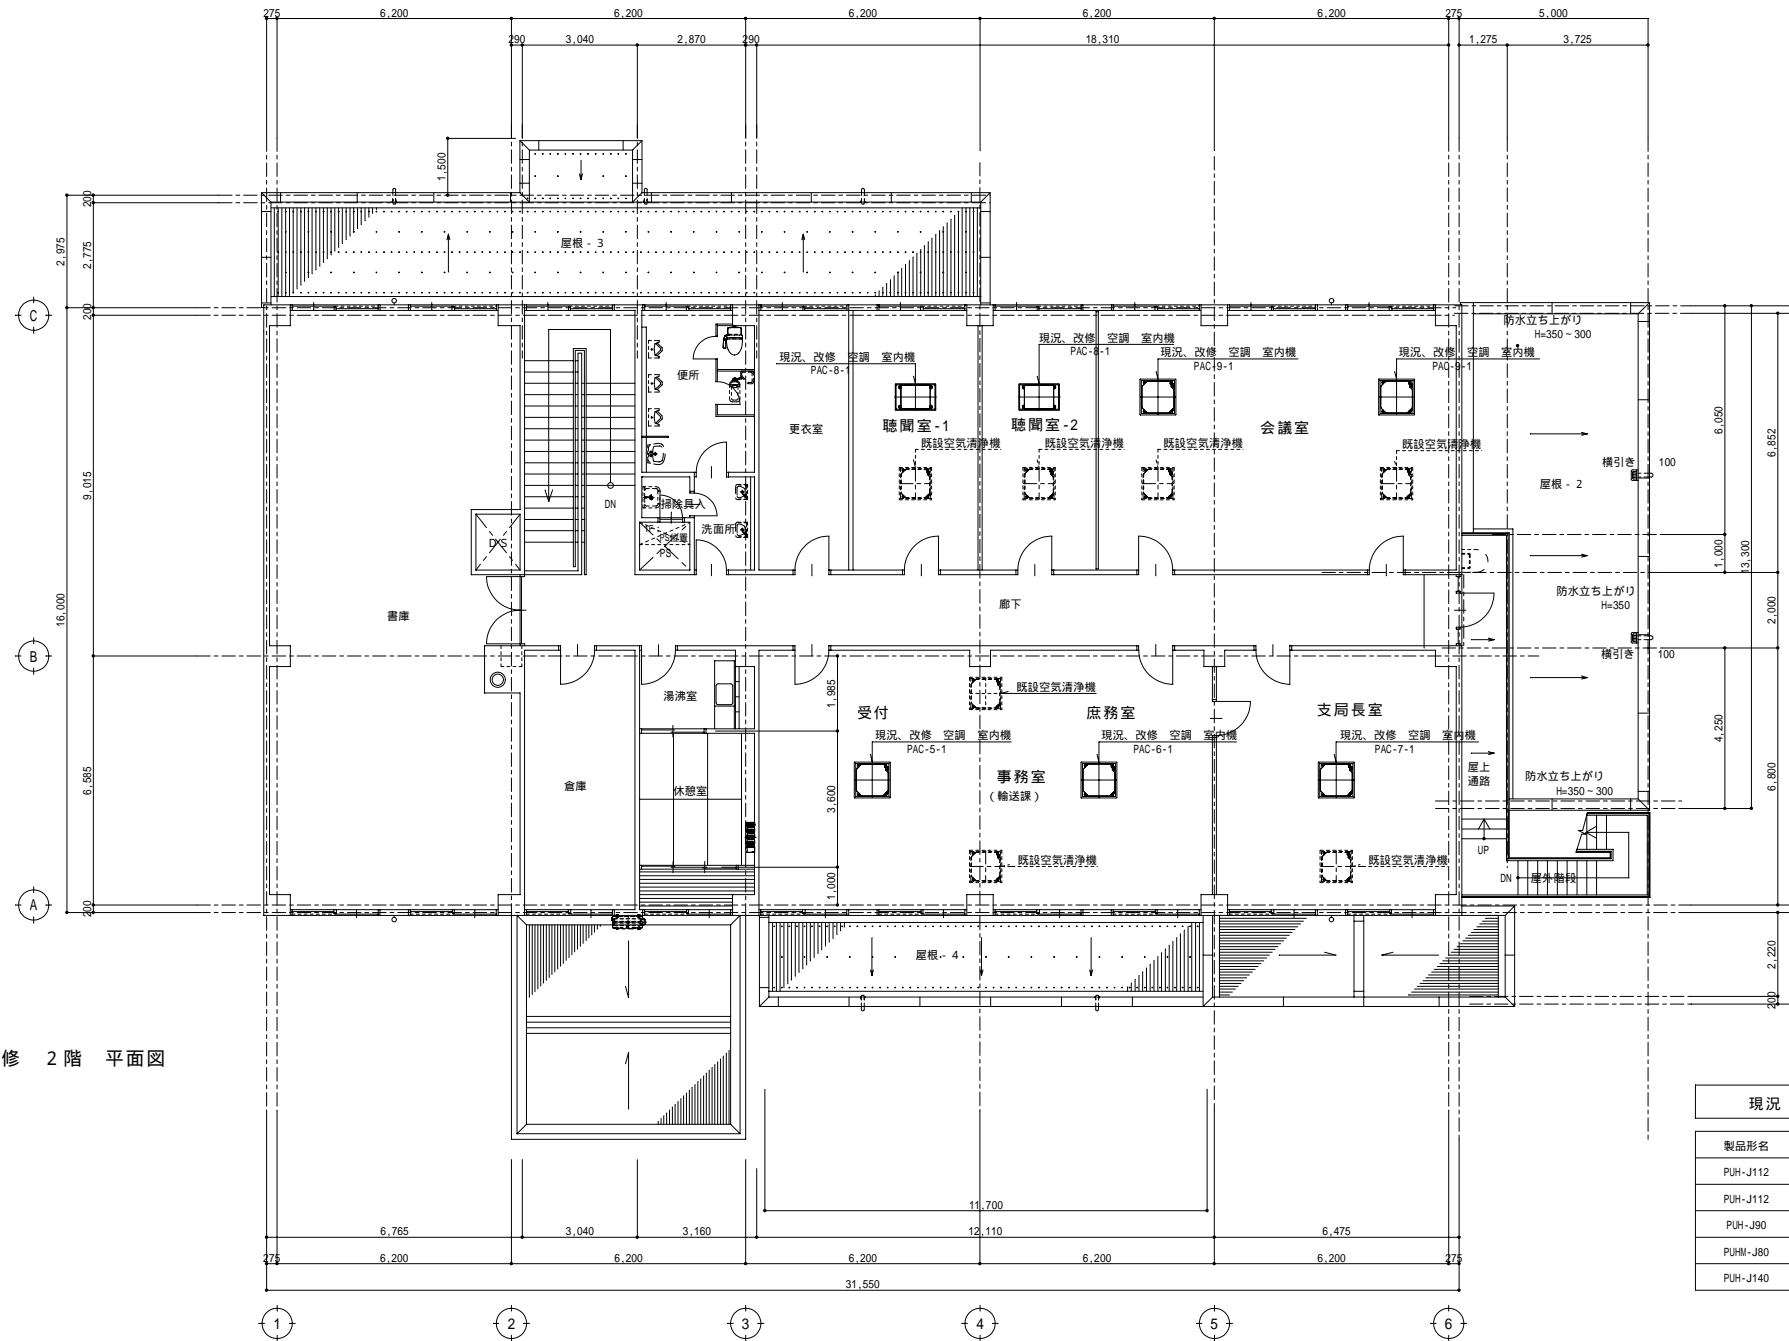 275 6,200 6,200 6,200 6,200 6,200 275 5,000
290 3,040 2,870 290 18,310 1,275 3,725
1,500
200
2,975
2,775
200
屋根 - 3
C
防水立ち上がり
H=350~300
現況、改修 空調 室内機
PAC-8-1
現況、改修 空調 室内機
PAC-8-1
現況、改修 空調 室内機
PAC-9-1
現況、改修 空調 室内機
PAC-9-1
便所
更衣室
聴聞室-1
聴聞室-2
会議室
既設空気清浄機
既設空気清浄機
既設空気清浄機
既設空気清浄機
6,050
6,852
横引き 100
屋根 - 2
9,015
DN
掃除具入
洗面所
PS
DS
1,000
13,300
16,000
書庫
廊下
防水立ち上がり
H=350
2,000
B
横引き 100
湯沸室
1,985
既設空気清浄機
受付
庶務室
支局長室
現況、改修 空調 室内機
PAC-5-1
現況、改修 空調 室内機
PAC-6-1
現況、改修 空調 室内機
PAC-7-1
4,250
屋上
通路
防水立ち上がり
H=350~300
6,585
倉庫
休憩室
3,600
事務室
(輸送課)
6,800
UP
既設空気清浄機
既設空気清浄機
DN 屋外階段
1,000
A
200
屋根 - 4
2,220
200
修 2階 平面図
現況
製品形名
PUH-J112
PUH-J112
PUH-J90
PUHM-J80
PUH-J140
11,700
6,765 3,040 3,160 12,110 6,475
275 6,200 6,200 6,200 6,200 6,200 275
31,550
1 2 3 4 5 6